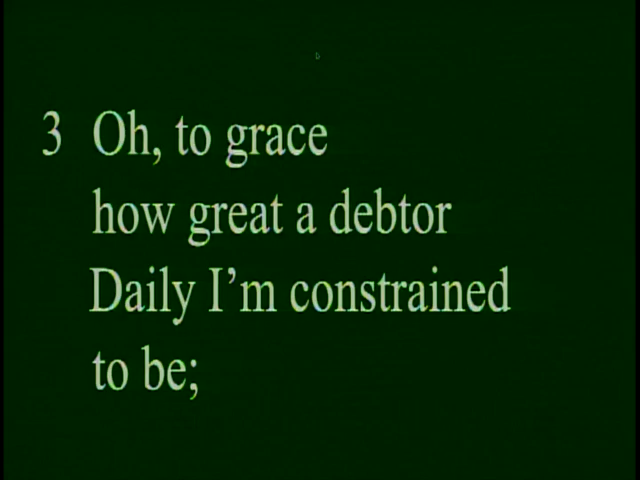 3 Oh, to grace
how great a debtor
Daily I’m constrained
to be;